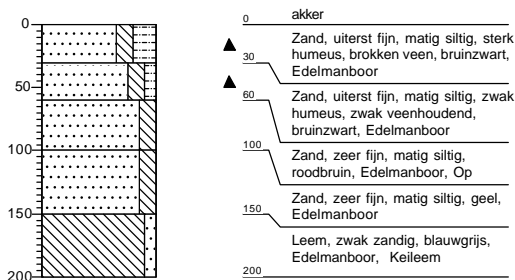 0
50
100
150
200
0
akker
Zand, uiterst fijn, matig siltig, sterk
humeus, brokken veen, bruinzwart,
Edelmanboor
30
Zand, uiterst fijn, matig siltig, zwak
humeus, zwak veenhoudend,
bruinzwart, Edelmanboor
60
Zand, zeer fijn, matig siltig,
roodbruin, Edelmanboor, Op
100
Zand, zeer fijn, matig siltig, geel,
Edelmanboor
150
Leem, zwak zandig, blauwgrijs,
Edelmanboor, Keileem
200